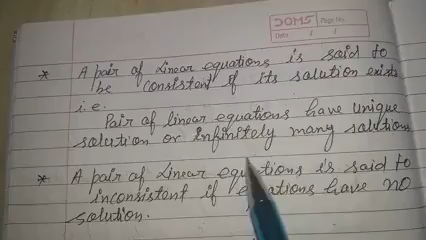 DOMS Page No.
Date / /
* A pair of Linear equations is said to
be consistent if its solution exists
i.e.
Pair of linear equations have unique
solution or infinitely many solutions
* A pair of Linear equations is said to
inconsistent if equations have no
solution.